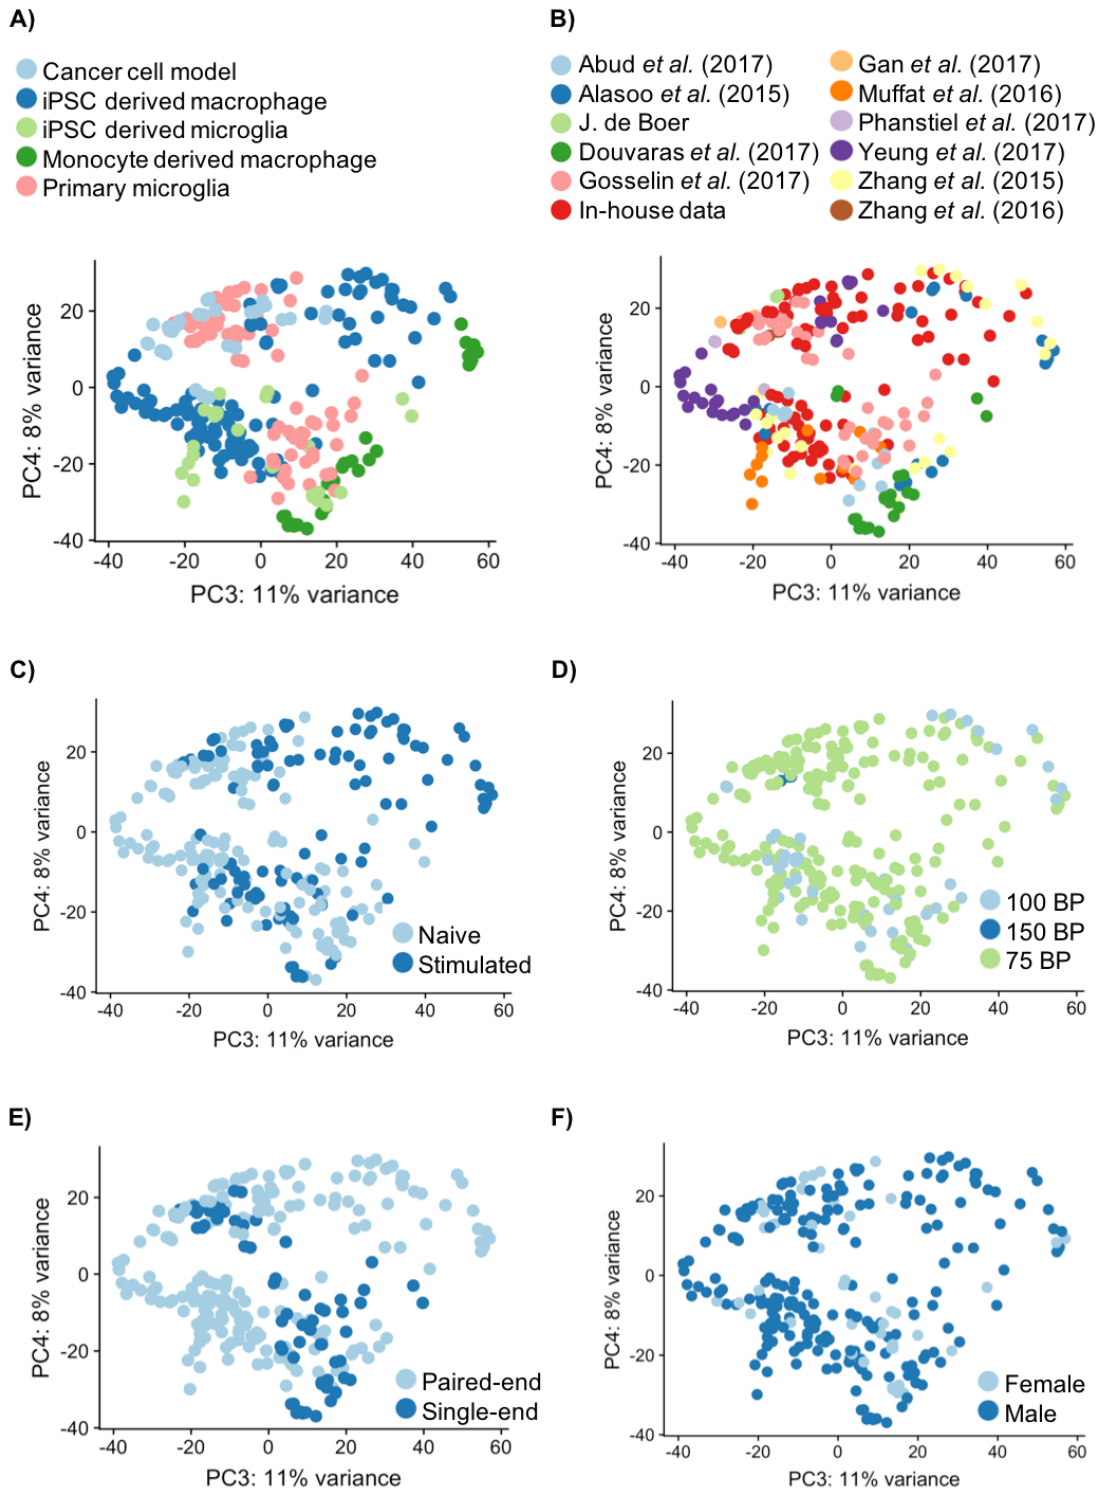 A)
Cancer cell model
iPSC derived macrophage
iPSC derived microglia
Monocyte derived macrophage
Primary microglia
PC4: 8% variance
20
0
-20
-40
-40 -20 0 20 40 60
PC3: 11% variance
B)
Abud et al. (2017)
Alasoo et al. (2015)
J. de Boer
Douvaras et al. (2017)
Gosselin et al. (2017)
In-house data
Gan et al. (2017)
Muffat et al. (2016)
Phanstiel et al. (2017)
Yeung et al. (2017)
Zhang et al. (2015)
Zhang et al. (2016)
PC4: 8% variance
20
0
-20
-40
-40 -20 0 20 40 60
PC3: 11% variance
C)
PC4: 8% variance
20
0
-20
-40
Naive
Stimulated
-40 -20 0 20 40 60
PC3: 11% variance
D)
PC4: 8% variance
20
0
-20
-40
100 BP
150 BP
75 BP
-40 -20 0 20 40 60
PC3: 11% variance
E)
PC4: 8% variance
20
0
-20
-40
Paired-end
Single-end
-40 -20 0 20 40 60
PC3: 11% variance
F)
PC4: 8% variance
20
0
-20
-40
Female
Male
-40 -20 0 20 40 60
PC3: 11% variance